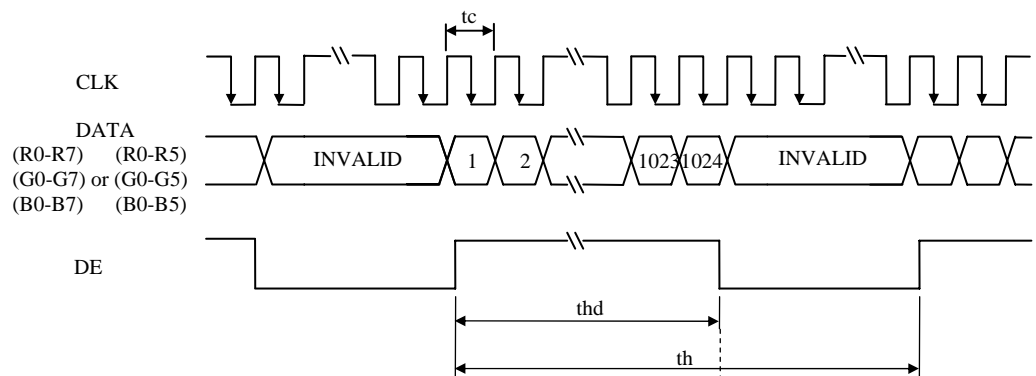 tc
CLK
DATA
(R0-R7) (R0-R5)
(G0-G7) or (G0-G5)
(B0-B7) (B0-B5)
INVALID 1 2 1023 1024 INVALID
DE
thd
th